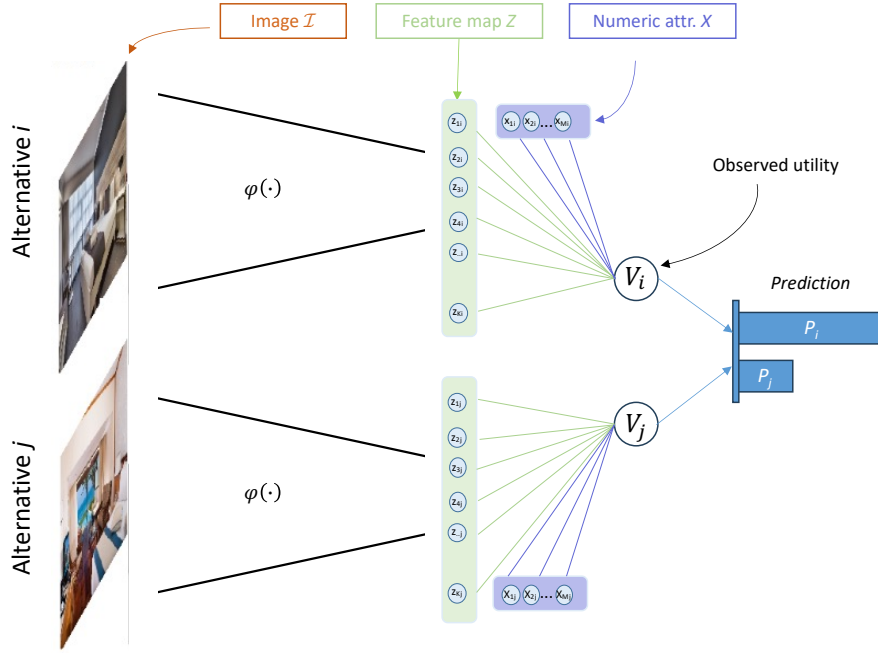 Image ℐ
Feature map Z
Numeric attr. X
Alternative i
φ(·)
z1i
z2i
z3i
z4i
z...i
zKi
x1i x2i ... xMi
Observed utility
Vi
Prediction
Pi
Pj
Alternative j
φ(·)
z1j
z2j
z3j
z4j
z...j
zKj
x1j x2j ... xMj
Vj